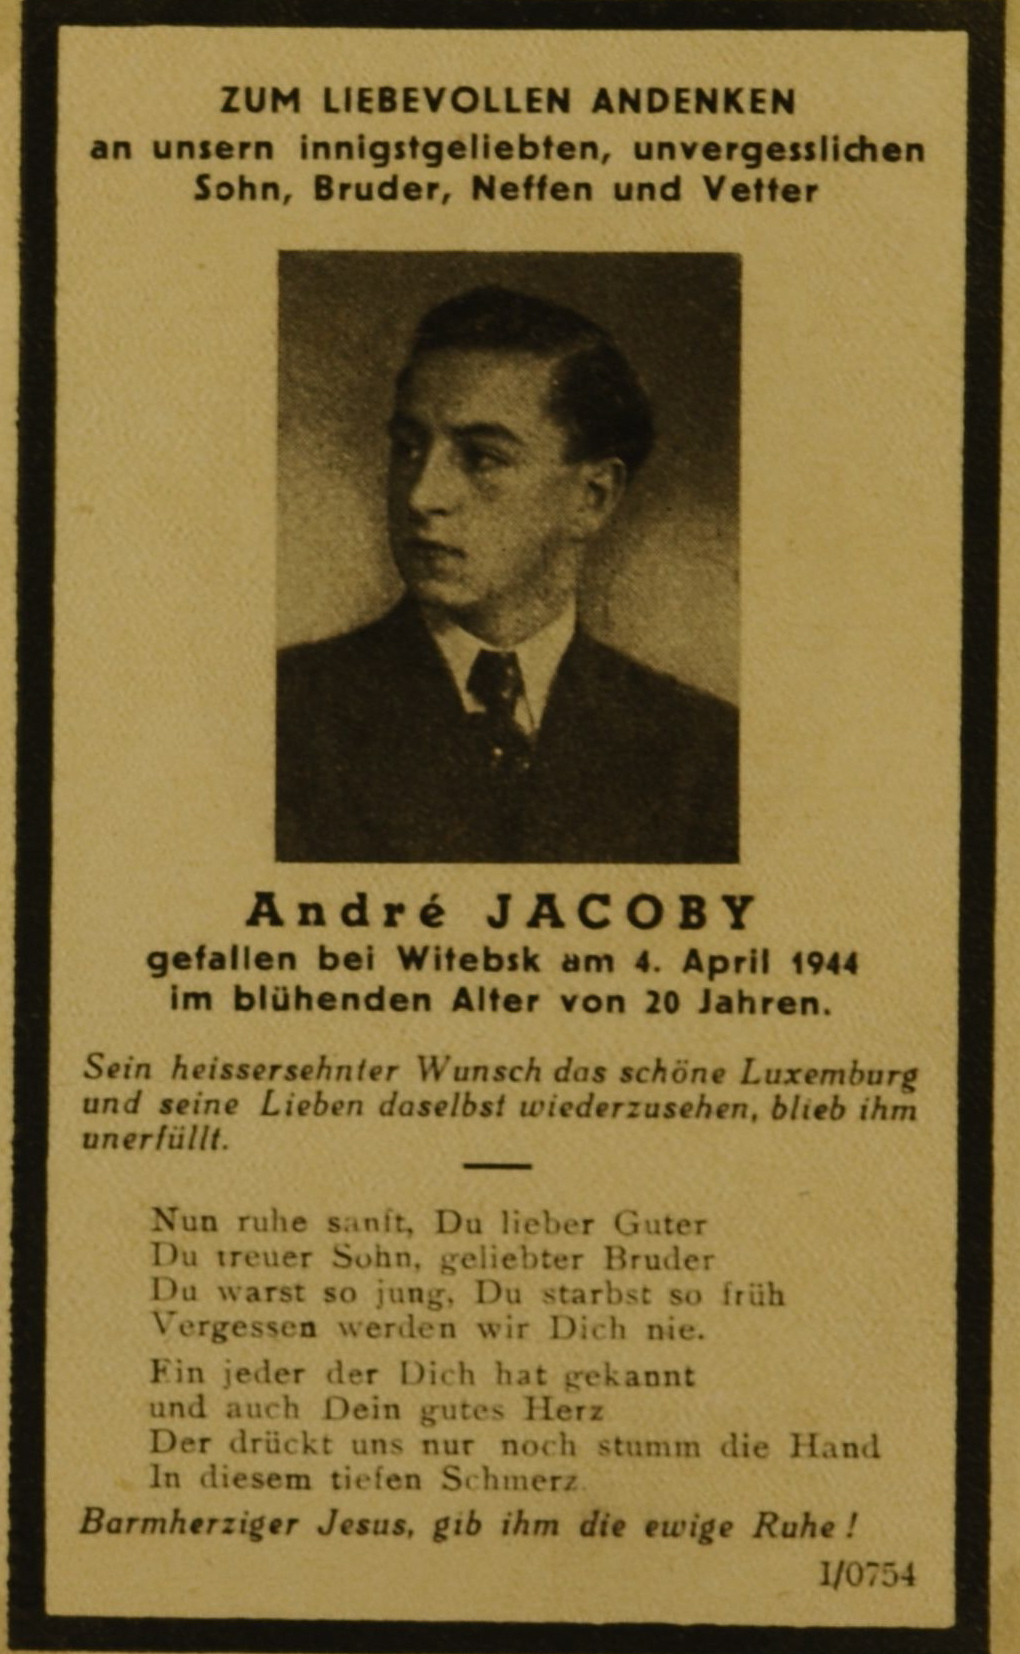 ZUM LIEBEVOLLEN ANDENKEN
an unsern innigstgeliebten, unvergesslichen
Sohn, Bruder, Neffen und Vetter
André JACOBY
gefallen bei Witebsk am 4. April 1944
im blühenden Alter von 20 Jahren.
Sein heissersehnter Wunsch das schöne Luxemburg
und seine Lieben daselbst wiederzusehen, blieb ihm
unerfüllt.
Nun ruhe sanft, Du lieber Guter
Du treuer Sohn, geliebter Bruder
Du warst so jung, Du starbst so früh
Vergessen werden wir Dich nie.
Ein jeder der Dich hat gekannt
und auch Dein gutes Herz
Der drückt uns nur noch stumm die Hand
In diesem tiefen Schmerz.
Barmherziger Jesus, gib ihm die ewige Ruhe !
I/0754